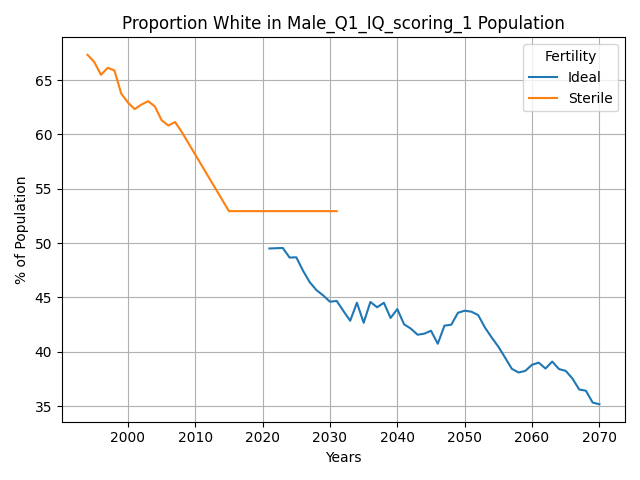 Proportion White in Male_Q1_IQ_scoring_1 Population
Fertility
Ideal
Sterile
% of Population
65
60
55
50
45
40
35
2000
2010
2020
2030
2040
2050
2060
2070
Years